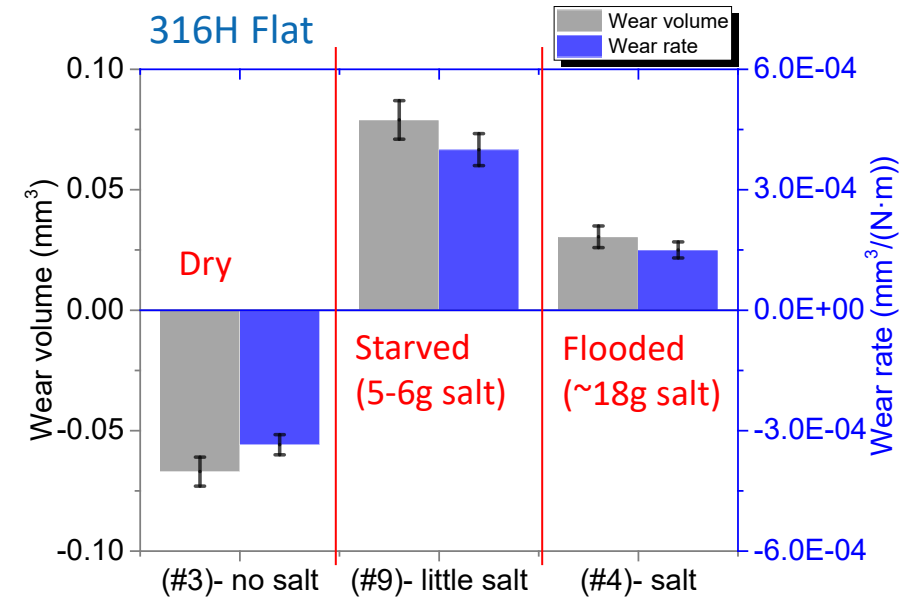 316H Flat
Wear volume
Wear rate
0.10
0.05
0.00
-0.05
-0.10
Wear volume (mm³)
6.0E-04
3.0E-04
0.0E+00
-3.0E-04
-6.0E-04
Wear rate (mm³/(N·m))
Dry
Starved
(5-6g salt)
Flooded
(~18g salt)
(#3)- no salt
(#9)- little salt
(#4)- salt